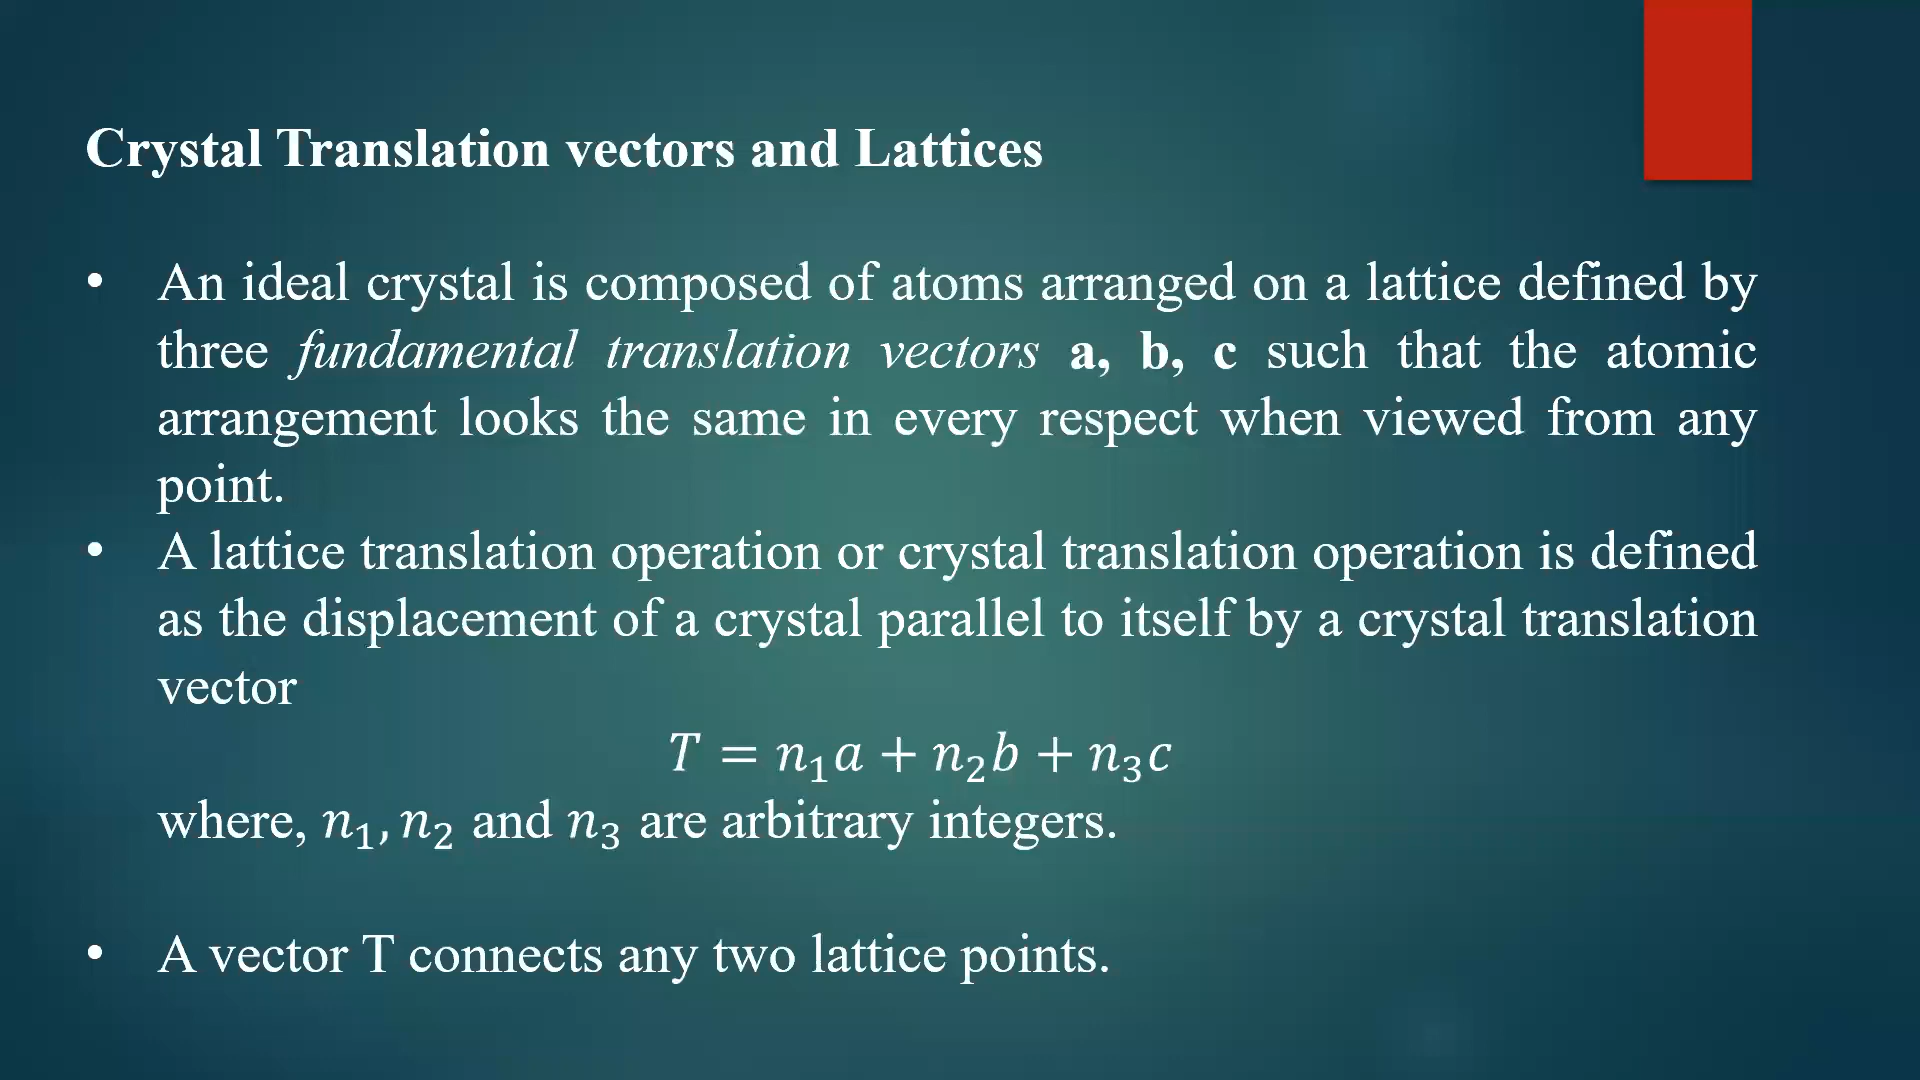 Crystal Translation vectors and Lattices
• An ideal crystal is composed of atoms arranged on a lattice defined by
three fundamental translation vectors a, b, c such that the atomic
arrangement looks the same in every respect when viewed from any
point.
• A lattice translation operation or crystal translation operation is defined
as the displacement of a crystal parallel to itself by a crystal translation
vector
T = n₁a + n₂b + n₃c
where, n₁, n₂ and n₃ are arbitrary integers.
• A vector T connects any two lattice points.